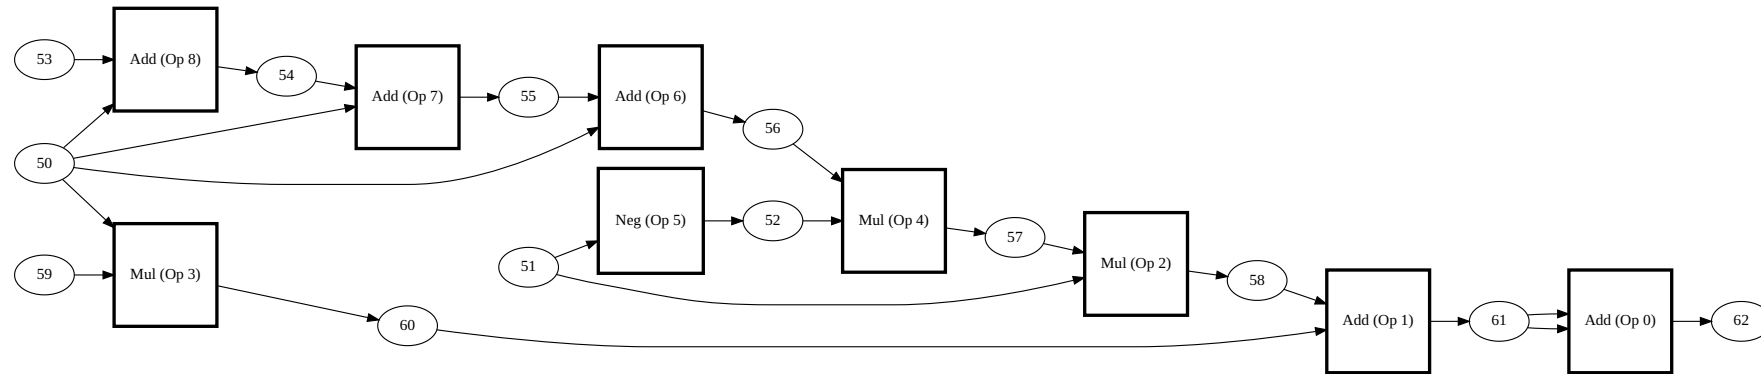 53
Add (Op 8)
54
Add (Op 7)
55
Add (Op 6)
56
50
Neg (Op 5)
52
Mul (Op 4)
57
51
Mul (Op 2)
58
59
Mul (Op 3)
60
Add (Op 1)
61
Add (Op 0)
62